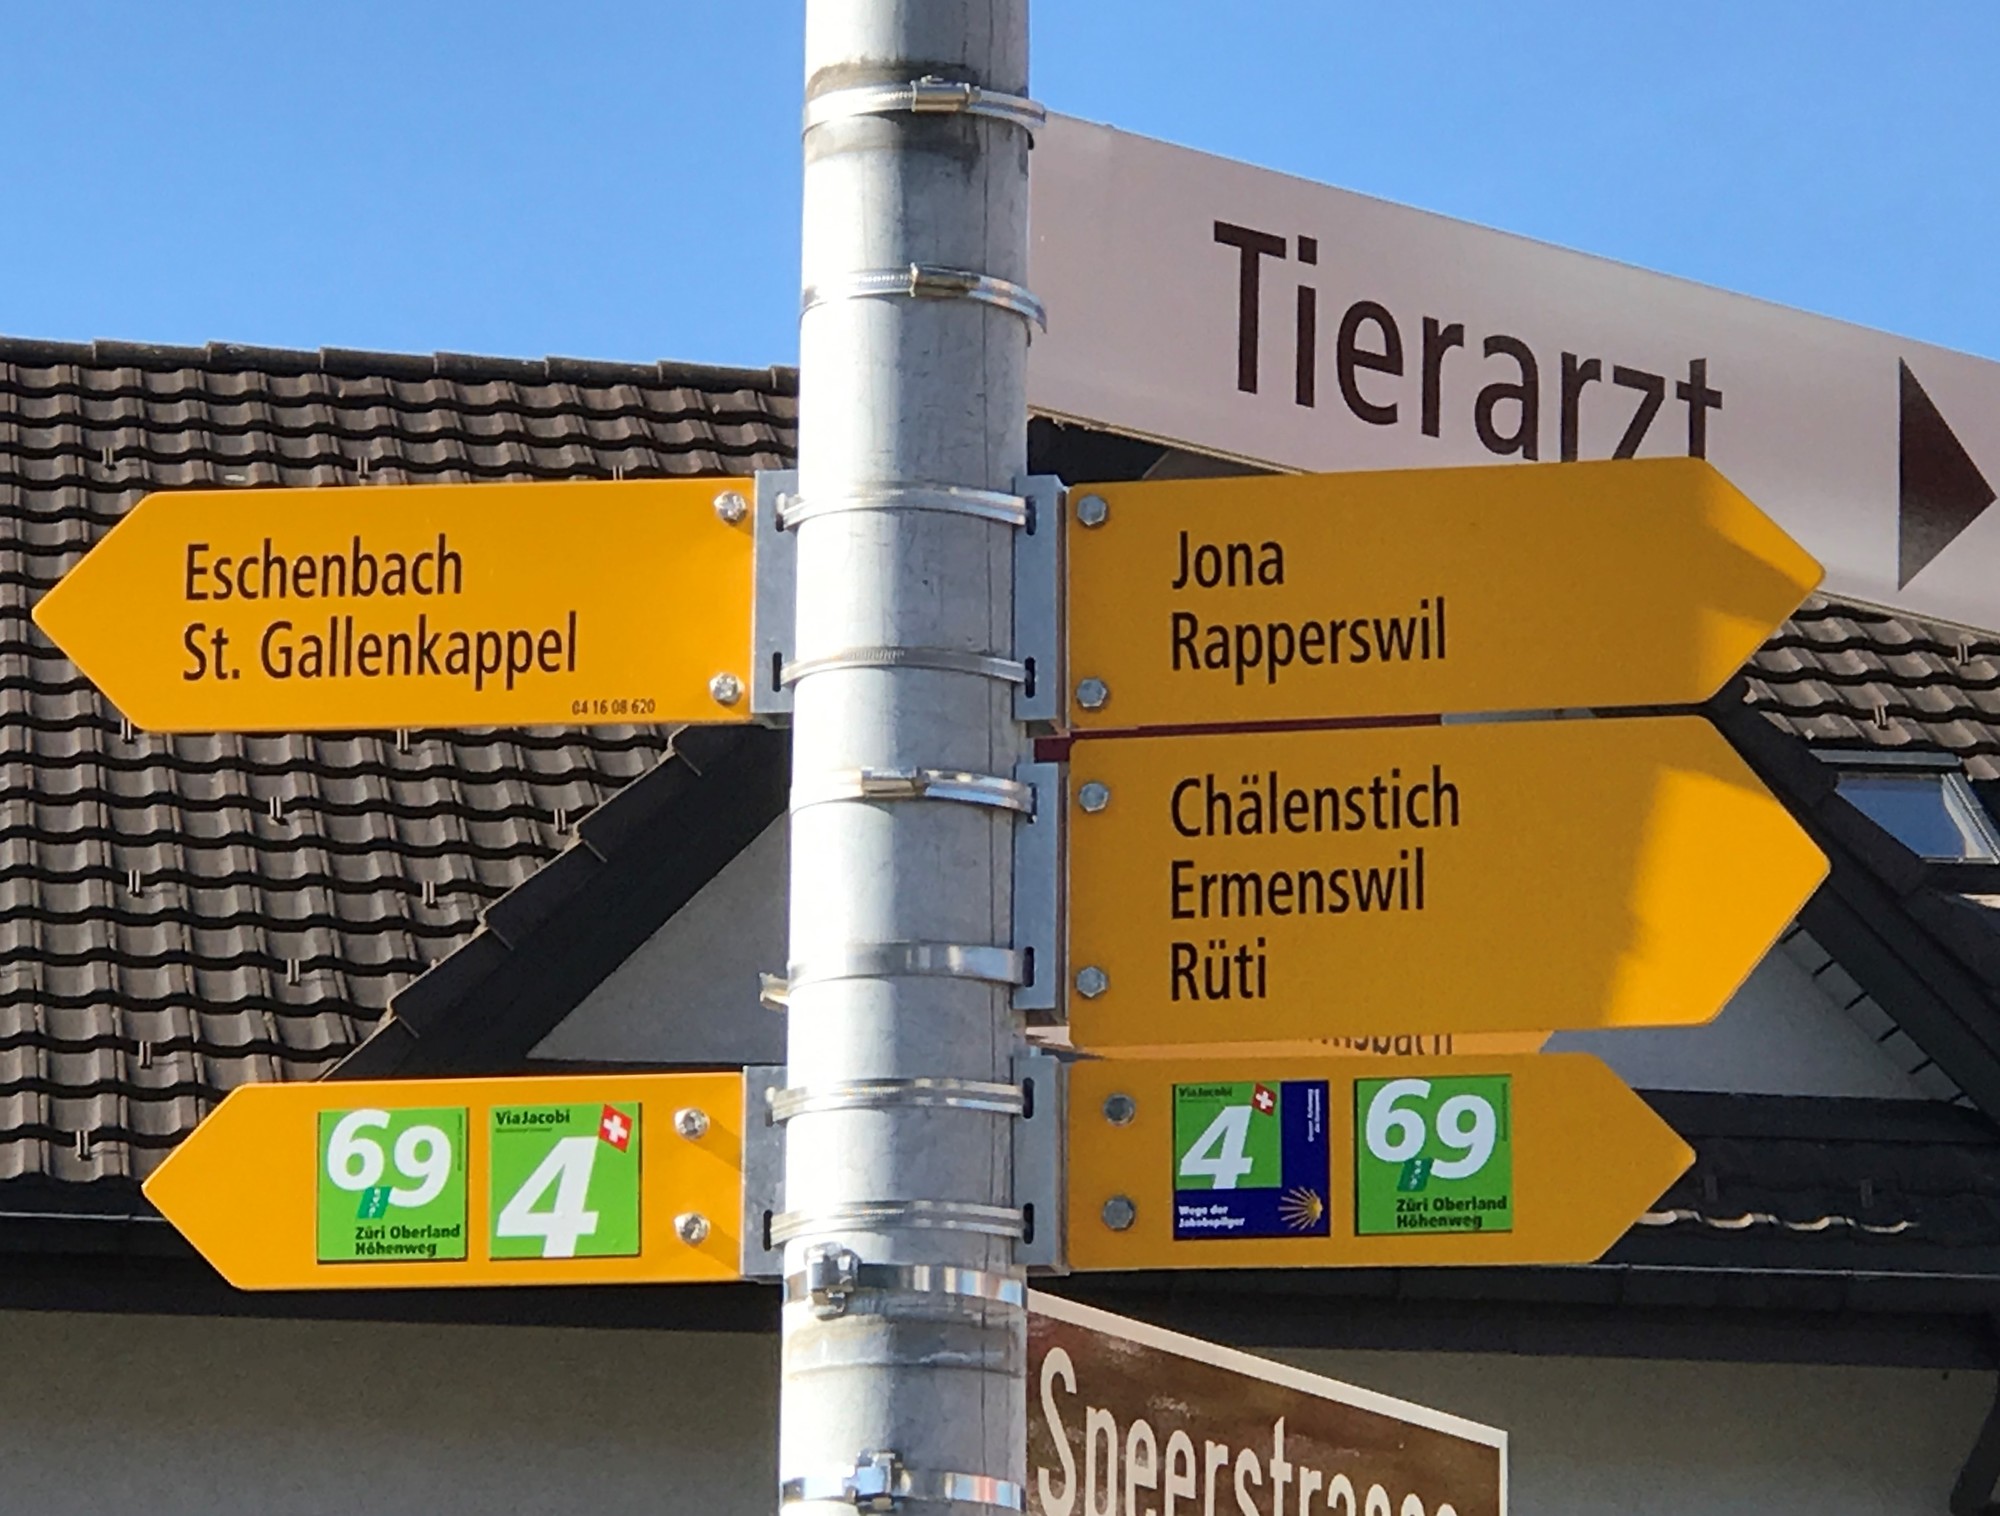 Tierarzt
Eschenbach
St. Gallenkappel
04 16 08 620
Jona
Rapperswil
Chälenstich
Ermenswil
Rüti
69
Züri Oberland
Höhenweg
ViaJacobi
4
ViaJacobi
4
Wege der
Jakobspilger
69
Züri Oberland
Höhenweg
Speerstrasse